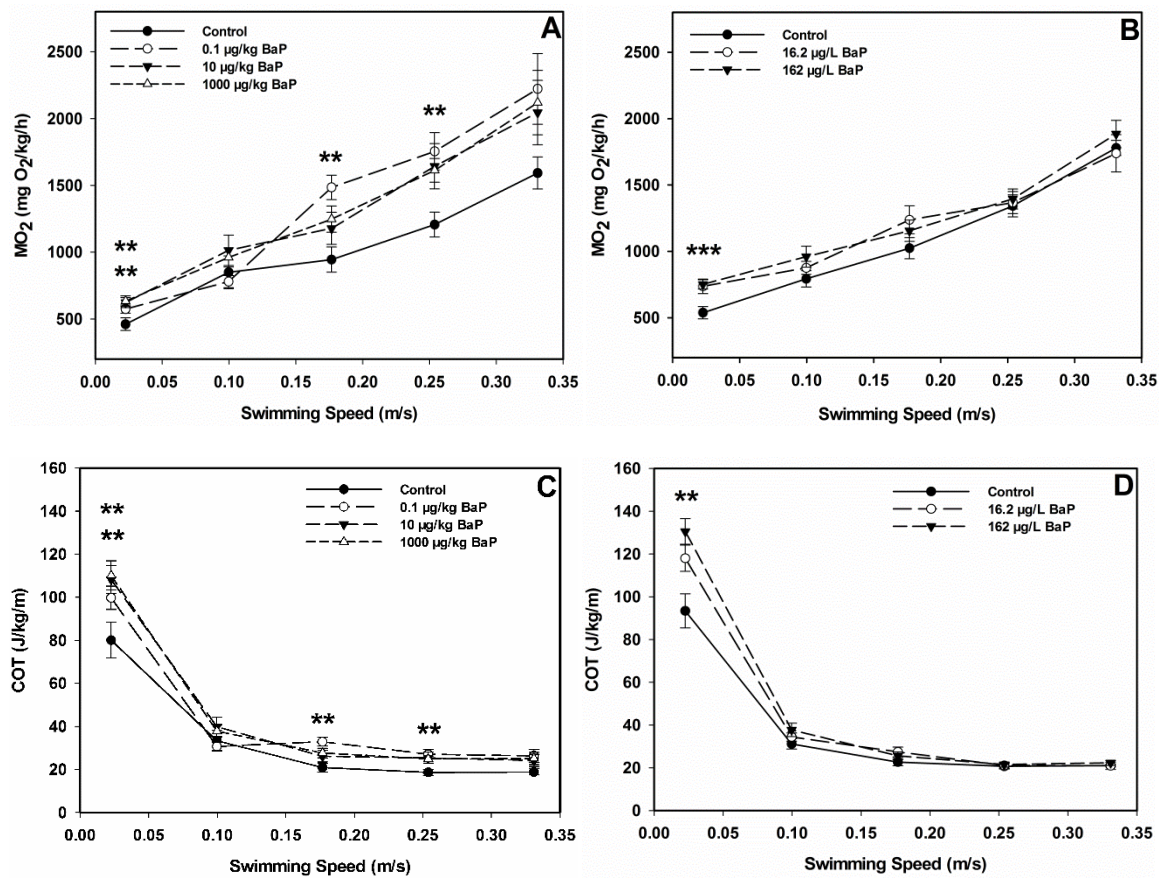 A
Control
0.1 µg/kg BaP
10 µg/kg BaP
1000 µg/kg BaP
**
**
**
**
2500
2000
1500
1000
500
MO2 (mg O2/kg/h)
0.00 0.05 0.10 0.15 0.20 0.25 0.30 0.35
Swimming Speed (m/s)
B
Control
16.2 µg/L BaP
162 µg/L BaP
***
2500
2000
1500
1000
500
MO2 (mg O2/kg/h)
0.00 0.05 0.10 0.15 0.20 0.25 0.30 0.35
Swimming Speed (m/s)
C
Control
0.1 µg/kg BaP
10 µg/kg BaP
1000 µg/kg BaP
**
**
**
**
160
140
120
100
80
60
40
20
0
COT (J/kg/m)
0.00 0.05 0.10 0.15 0.20 0.25 0.30 0.35
Swimming Speed (m/s)
D
Control
16.2 µg/L BaP
162 µg/L BaP
**
160
140
120
100
80
60
40
20
0
COT (J/kg/m)
0.00 0.05 0.10 0.15 0.20 0.25 0.30 0.35
Swimming Speed (m/s)